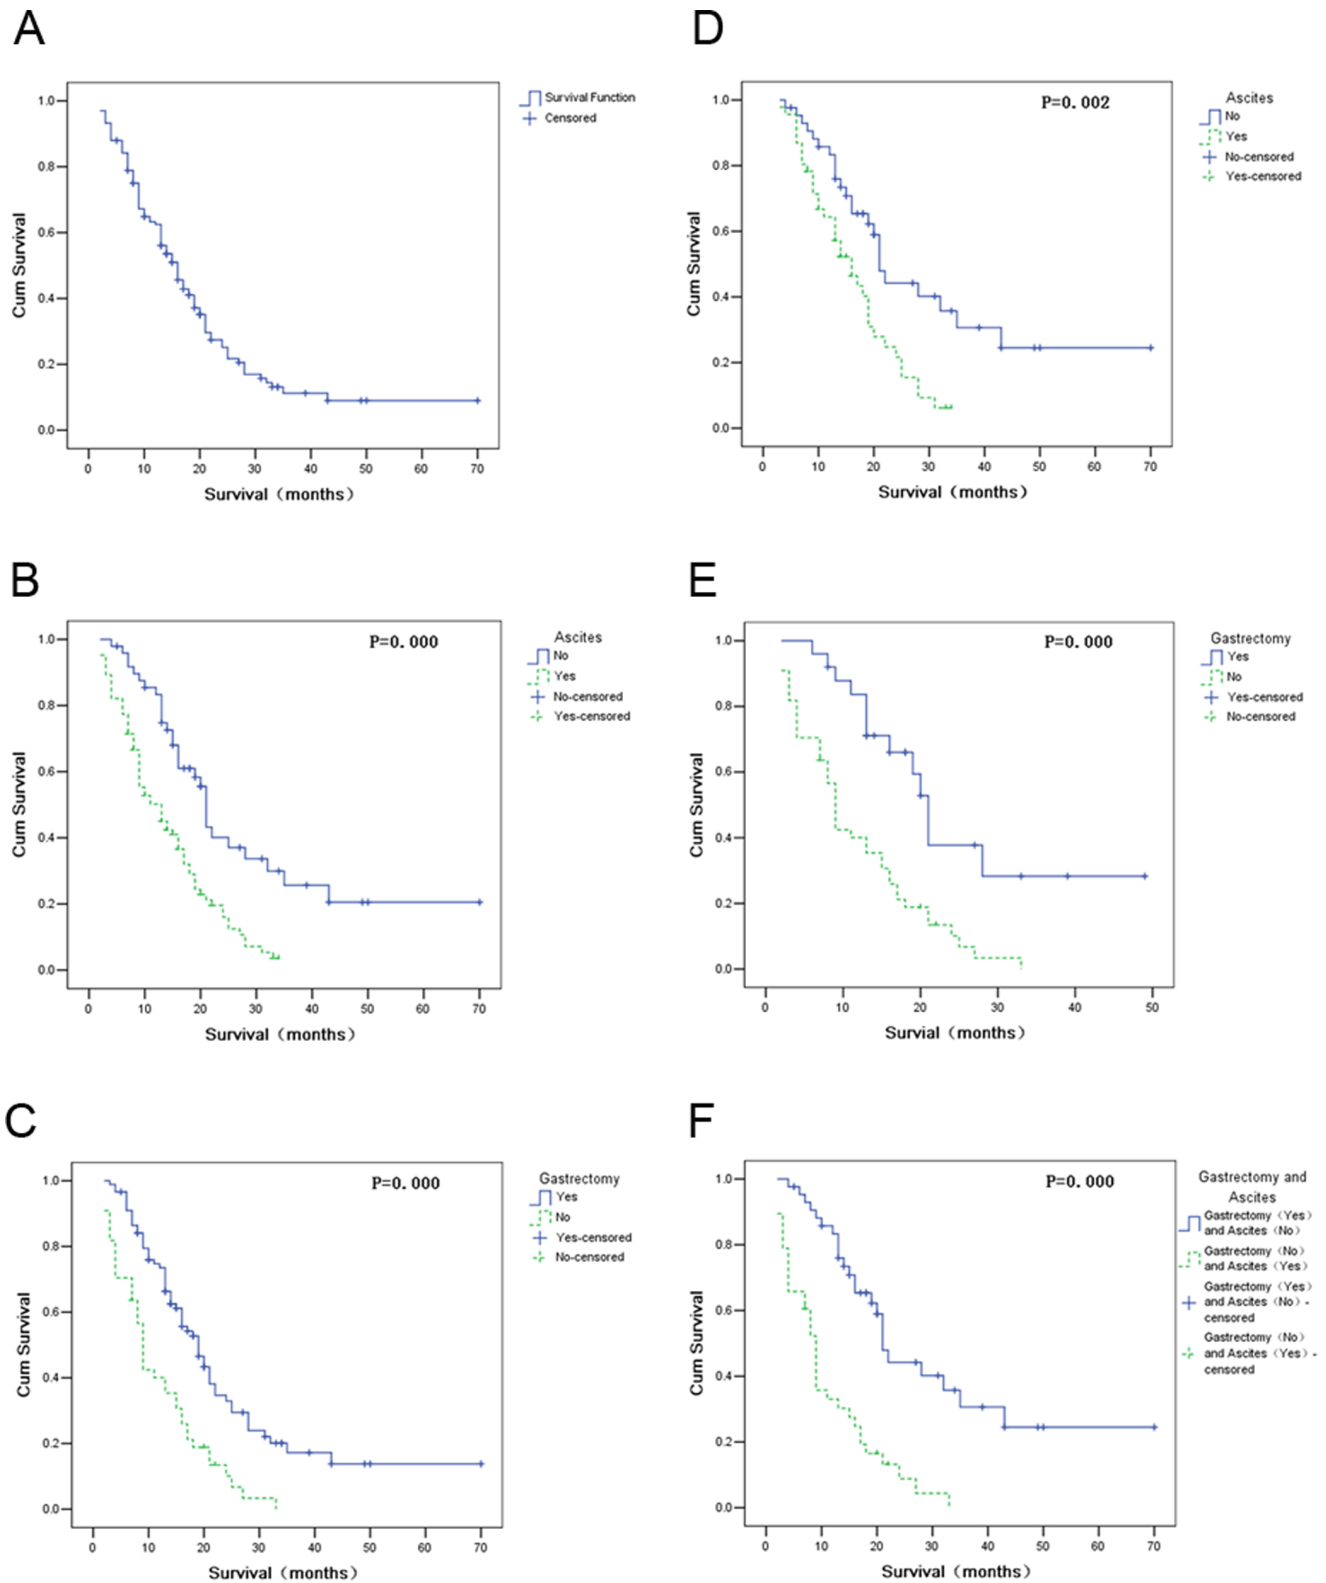 A
1.0
0.8
0.6
0.4
0.2
0.0
Cum Survival
0 10 20 30 40 50 60 70
Survival（months）
Survival Function
Censored
D
P=0.002
1.0
0.8
0.6
0.4
0.2
0.0
Cum Survival
0 10 20 30 40 50 60 70
Survival（months）
Ascites
No
Yes
No-censored
Yes-censored
B
P=0.000
1.0
0.8
0.6
0.4
0.2
0.0
Cum Survival
0 10 20 30 40 50 60 70
Survival（months）
Ascites
No
Yes
No-censored
Yes-censored
E
P=0.000
1.0
0.8
0.6
0.4
0.2
0.0
Cum Survival
0 10 20 30 40 50
Survial（months）
Gastrectomy
Yes
No
Yes-censored
No-censored
C
P=0.000
1.0
0.8
0.6
0.4
0.2
0.0
Cum Survival
0 10 20 30 40 50 60 70
Survival（months）
Gastrectomy
Yes
No
Yes-censored
No-censored
F
P=0.000
1.0
0.8
0.6
0.4
0.2
0.0
Cum Survival
0 10 20 30 40 50 60 70
Survial（months）
Gastrectomy and
Ascites
Gastrectomy（Yes）
and Ascites（No）
Gastrectomy（No）
and Ascites（Yes）
Gastrectomy（Yes）
and Ascites（No）-
censored
Gastrectomy（No）
and Ascites（Yes）-
censored